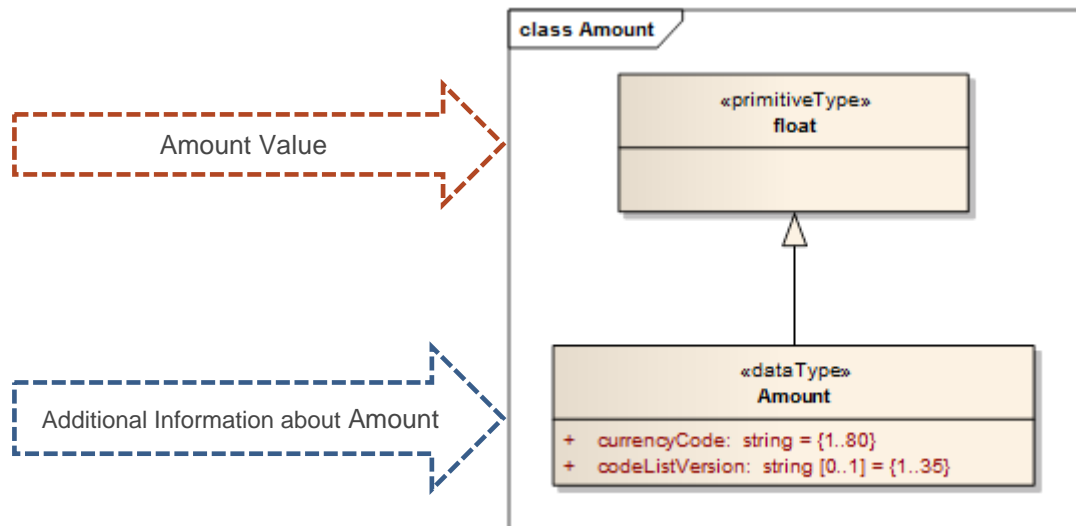 class Amount
«primitiveType»
float
Amount Value
«dataType»
Amount
Additional Information about Amount
+ currencyCode: string = {1..80}
+ codeListVersion: string [0..1] = {1..35}